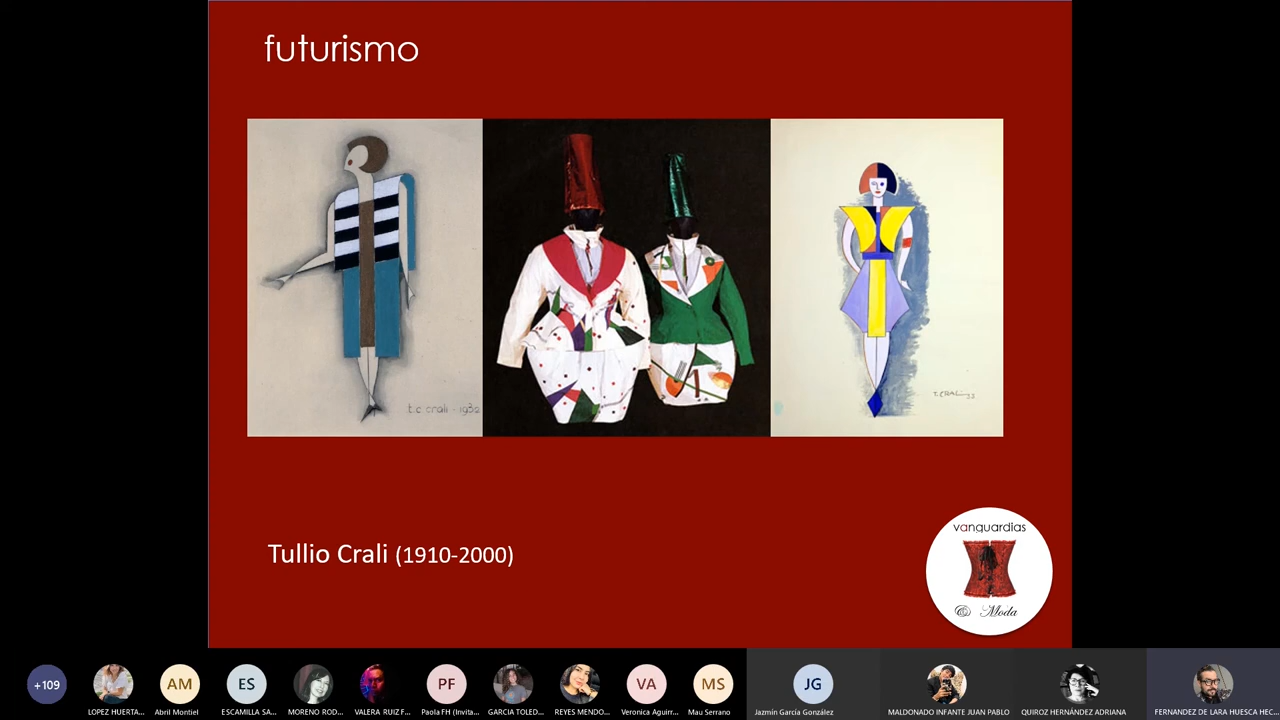 futurismo
t.c crali - 1932
T. CRALI
Tullio Crali (1910-2000)
vanguardias
& Moda
+109
AM
ES
PF
VA
MS
JG
LOPEZ HUERTA...
Abril Montiel
ESCAMILLA SA...
MORENO ROD...
VALERA RUIZ F...
Paola FH (Invita...
GARCIA TOLED...
REYES MENDO...
Veronica Aguirr...
Mau Serrano
Jazmín García González
MALDONADO INFANTE JUAN PABLO
QUIROZ HERNÁNDEZ ADRIANA
FERNANDEZ DE LARA HUESCA HEC...